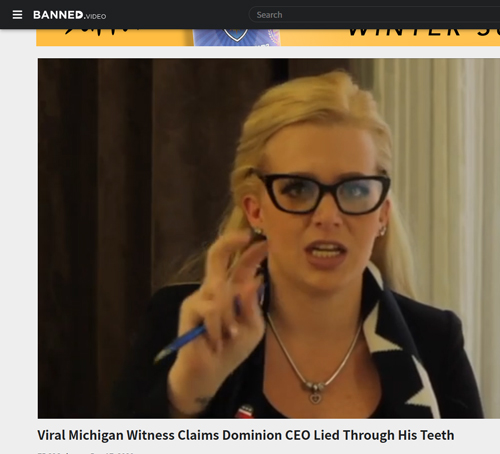 BANNED.VIDEO
Search
WINTER
Viral Michigan Witness Claims Dominion CEO Lied Through His Teeth